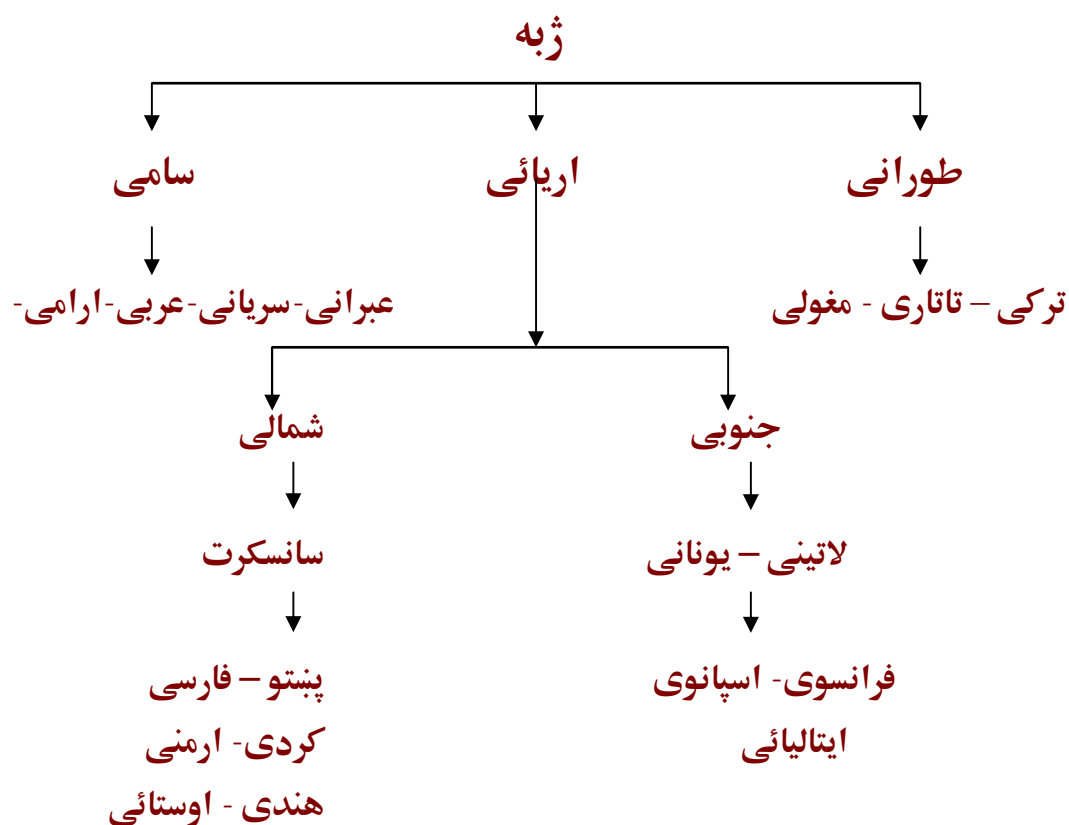 ژبه
طورانی
اریائی
سامی
ترکی – تاتاری - مغولی
عبرانی-سریانی-عربی-ارامی-
جنوبی
شمالی
لاتینی – یونانی
سانسکرت
فرانسوی- اسپانوی
ایتالیائی
پښتو – فارسی
کردی- ارمنی
هندی - اوستائی